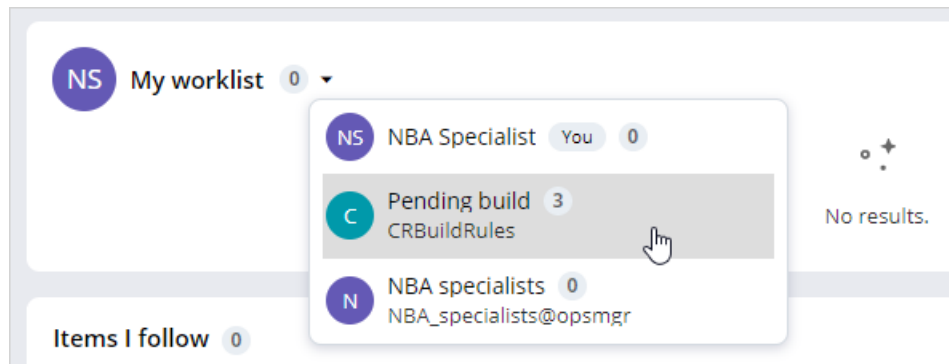 NS My worklist 0
NS NBA Specialist You 0
C Pending build 3
CRBuildRules
No results.
N NBA specialists 0
NBA_specialists@opsmgr
Items I follow 0